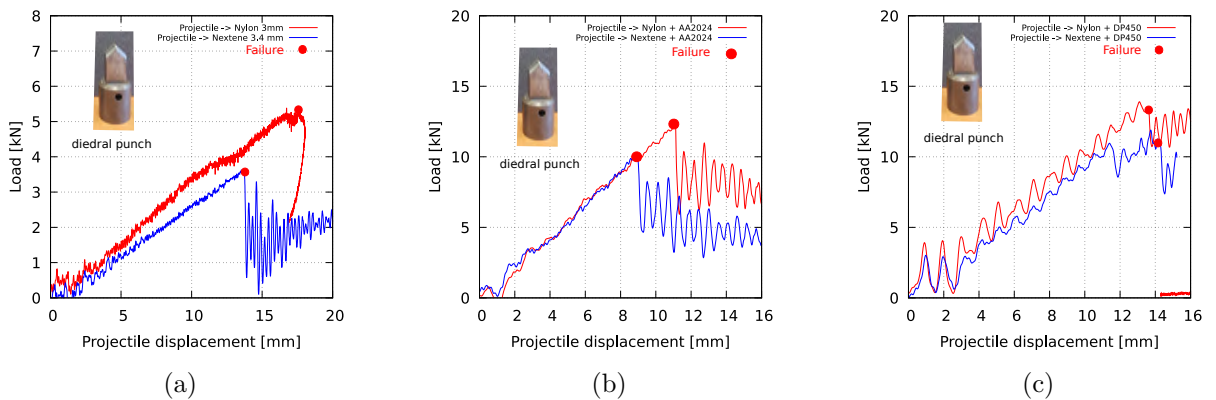 8
7
6
5
4
3
2
1
0
Load [kN]
Projectile -> Nylon 3mm
Projectile -> Nextene 3.4 mm
Failure
diedral punch
0 5 10 15 20
Projectile displacement [mm]
(a)
20
15
10
5
0
Load [kN]
Projectile -> Nylon + AA2024
Projectile -> Nextene + AA2024
Failure
diedral punch
0 2 4 6 8 10 12 14 16
Projectile displacement [mm]
(b)
20
15
10
5
0
Load [kN]
Projectile -> Nylon + DP450
Projectile -> Nextene + DP450
Failure
diedral punch
0 2 4 6 8 10 12 14 16
Projectile displacement [mm]
(c)